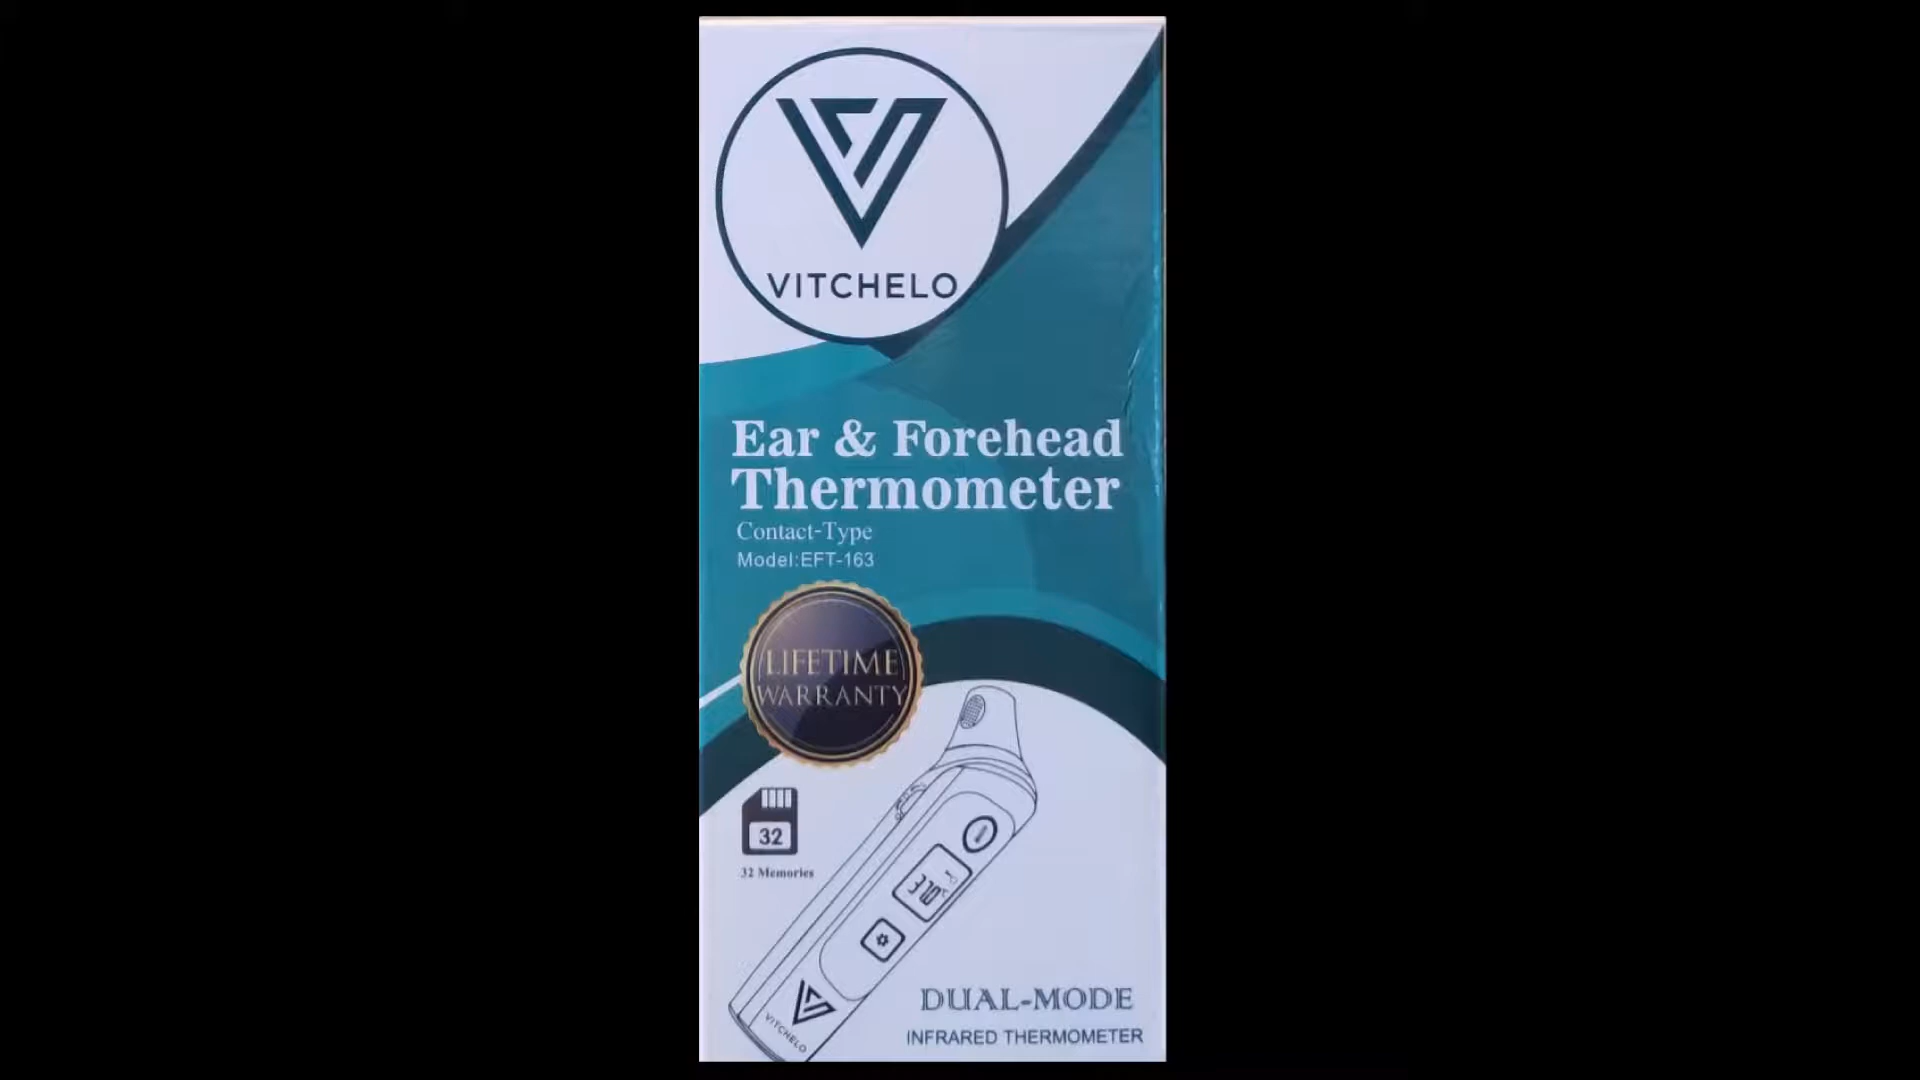 VITCHELO
Ear & Forehead
Thermometer
Contact-Type
Model:EFT-163
LIFETIME
WARRANTY
32
32 Memories
VITCHELO
DUAL-MODE
INFRARED THERMOMETER